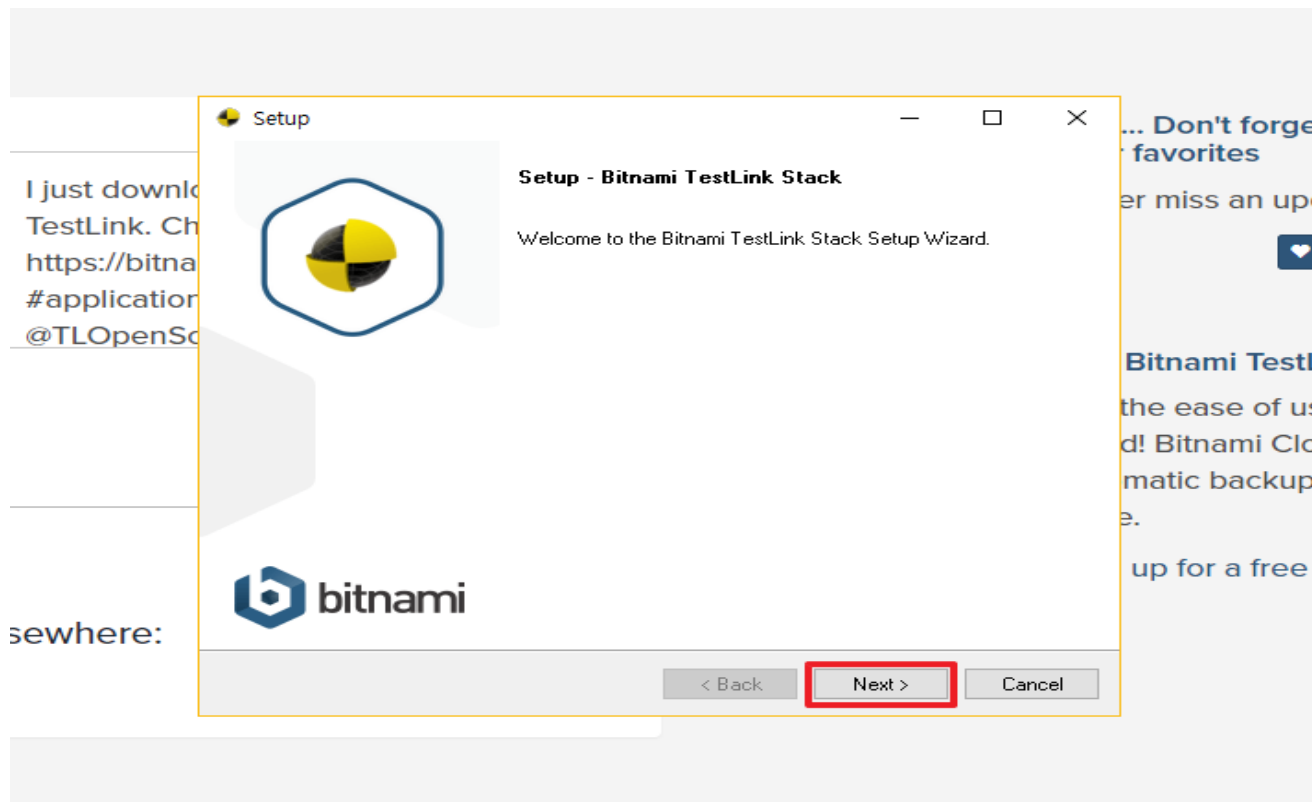 Setup
Setup - Bitnami TestLink Stack
Welcome to the Bitnami TestLink Stack Setup Wizard.
bitnami
< Back
Next >
Cancel
I just downlo
TestLink. Ch
https://bitna
#application
@TLOpenSo
sewhere:
... Don't forge
favorites
er miss an up
Bitnami Test
the ease of us
d! Bitnami Clo
matic backup
e.
up for a free